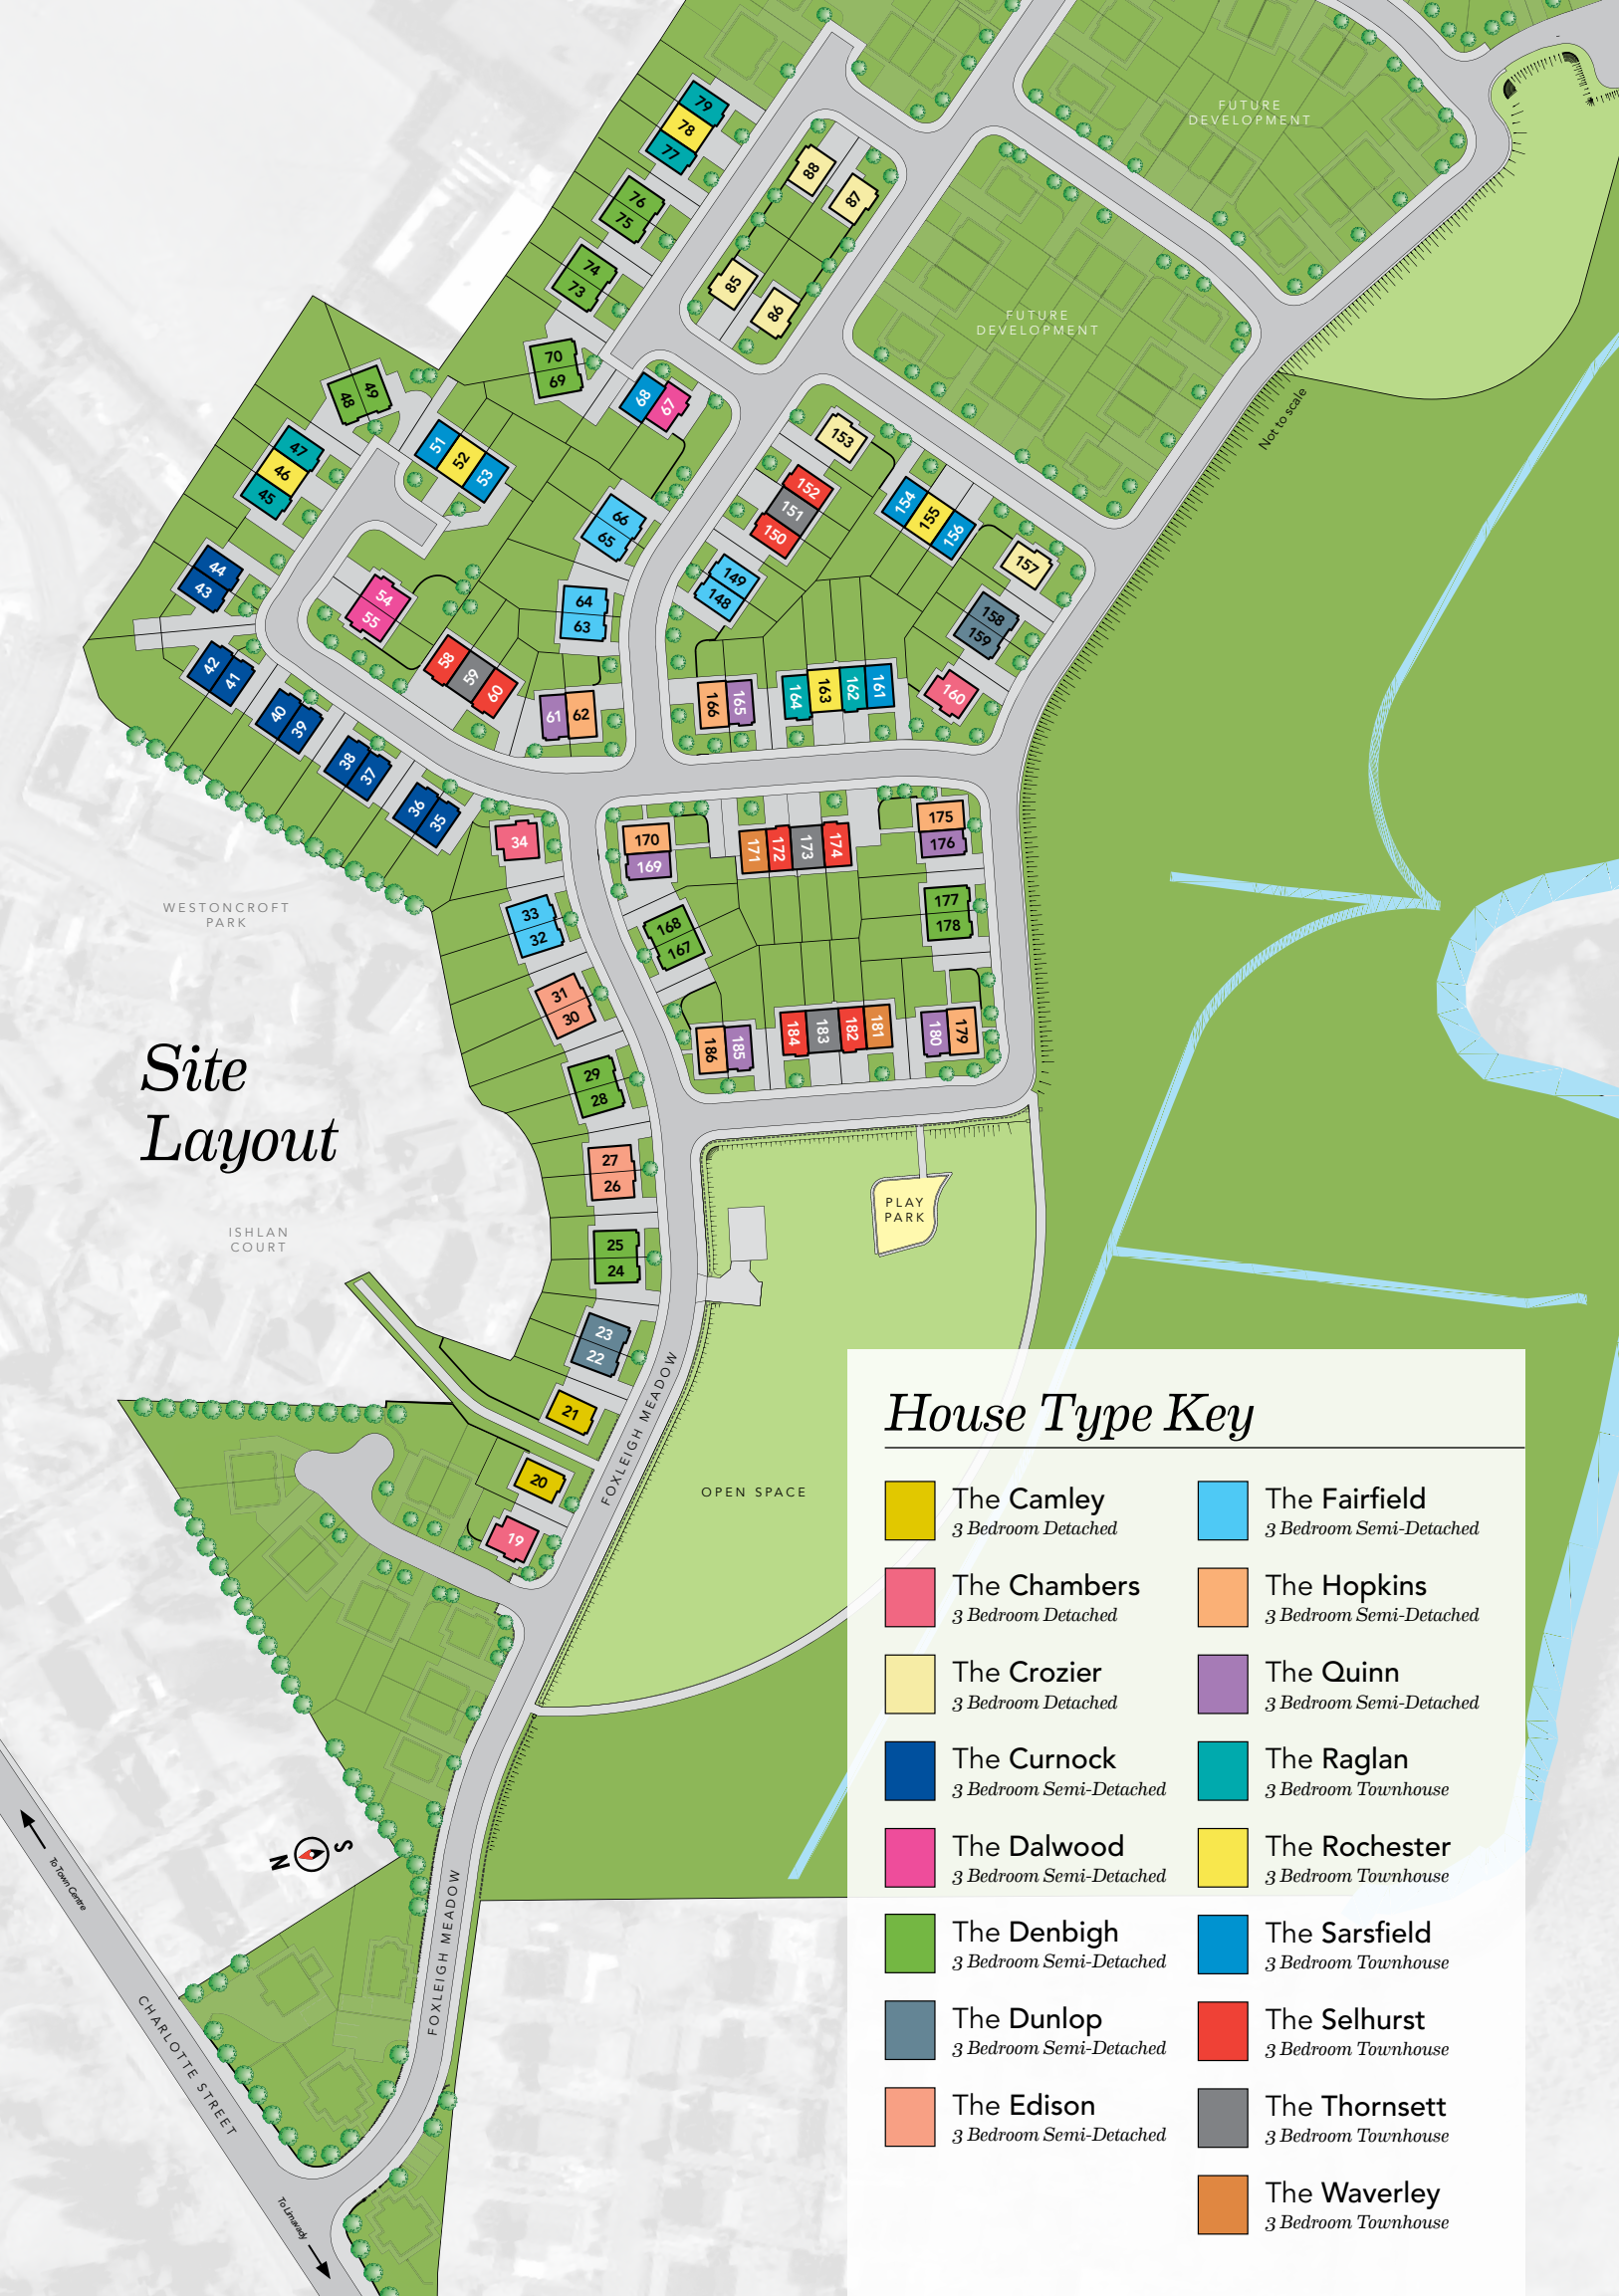 FUTURE
DEVELOPMENT
79
78
77
76
75
74
73
70
69
68
67
88
87
85
86
FUTURE
DEVELOPMENT
Not to scale
49
48
47
46
45
44
43
42
41
40
39
38
37
36
35
51
52
53
54
55
58
59
60
61
62
66
65
64
63
153
152
151
150
149
148
154
155
156
157
158
159
160
166
165
164
163
162
161
34
33
32
31
30
29
28
27
26
25
24
23
22
21
20
19
170
169
168
167
171
172
173
174
175
176
177
178
186
185
184
183
182
181
180
179
WESTONCROFT
PARK
Site
Layout
ISHLAN
COURT
PLAY
PARK
OPEN SPACE
FOXLEIGH MEADOW
FOXLEIGH MEADOW
N
S
To Town Centre
CHARLOTTE STREET
To Limavady
House Type Key
The Camley
3 Bedroom Detached
The Chambers
3 Bedroom Detached
The Crozier
3 Bedroom Detached
The Curnock
3 Bedroom Semi-Detached
The Dalwood
3 Bedroom Semi-Detached
The Denbigh
3 Bedroom Semi-Detached
The Dunlop
3 Bedroom Semi-Detached
The Edison
3 Bedroom Semi-Detached
The Fairfield
3 Bedroom Semi-Detached
The Hopkins
3 Bedroom Semi-Detached
The Quinn
3 Bedroom Semi-Detached
The Raglan
3 Bedroom Townhouse
The Rochester
3 Bedroom Townhouse
The Sarsfield
3 Bedroom Townhouse
The Selhurst
3 Bedroom Townhouse
The Thornsett
3 Bedroom Townhouse
The Waverley
3 Bedroom Townhouse